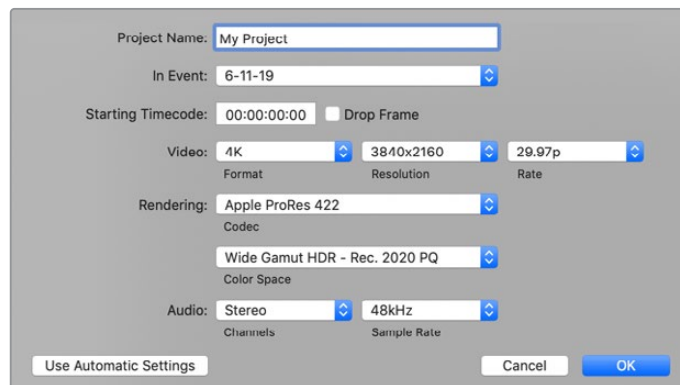 Project Name: My Project
In Event: 6-11-19
Starting Timecode: 00:00:00:00 Drop Frame
Video: 4K 3840x2160 29.97p
Format Resolution Rate
Rendering: Apple ProRes 422
Codec
Wide Gamut HDR - Rec. 2020 PQ
Color Space
Audio: Stereo 48kHz
Channels Sample Rate
Use Automatic Settings Cancel OK